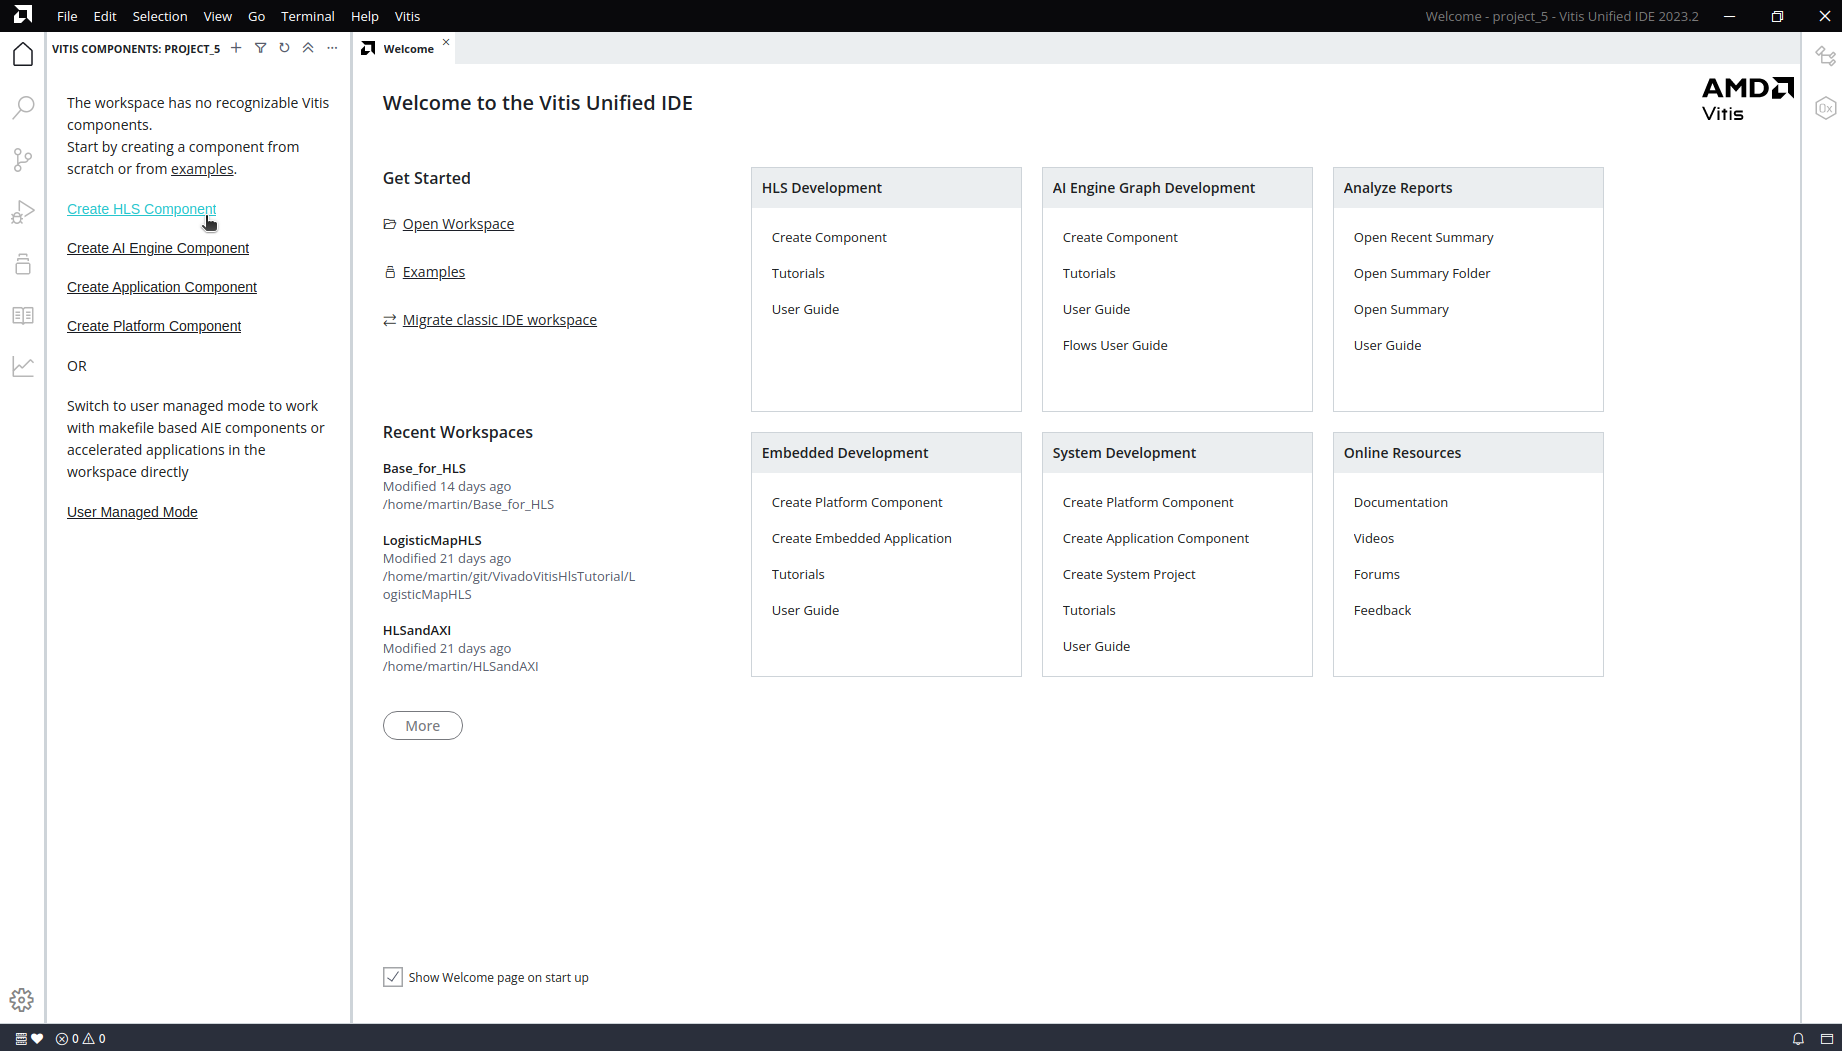 File Edit Selection View Go Terminal Help Vitis
Welcome - project_5 - Vitis Unified IDE 2023.2
VITIS COMPONENTS: PROJECT_5
Welcome
The workspace has no recognizable Vitis
components.
Start by creating a component from
scratch or from examples.
Create HLS Component
Create AI Engine Component
Create Application Component
Create Platform Component
OR
Switch to user managed mode to work
with makefile based AIE components or
accelerated applications in the
workspace directly
User Managed Mode
Welcome to the Vitis Unified IDE
AMD
Vitis
Get Started
Open Workspace
Examples
Migrate classic IDE workspace
Recent Workspaces
Base_for_HLS
Modified 14 days ago
/home/martin/Base_for_HLS
LogisticMapHLS
Modified 21 days ago
/home/martin/git/VivadoVitisHlsTutorial/L
ogisticMapHLS
HLSandAXI
Modified 21 days ago
/home/martin/HLSandAXI
More
HLS Development
Create Component
Tutorials
User Guide
AI Engine Graph Development
Create Component
Tutorials
User Guide
Flows User Guide
Analyze Reports
Open Recent Summary
Open Summary Folder
Open Summary
User Guide
Embedded Development
Create Platform Component
Create Embedded Application
Tutorials
User Guide
System Development
Create Platform Component
Create Application Component
Create System Project
Tutorials
User Guide
Online Resources
Documentation
Videos
Forums
Feedback
Show Welcome page on start up
0 0
0x